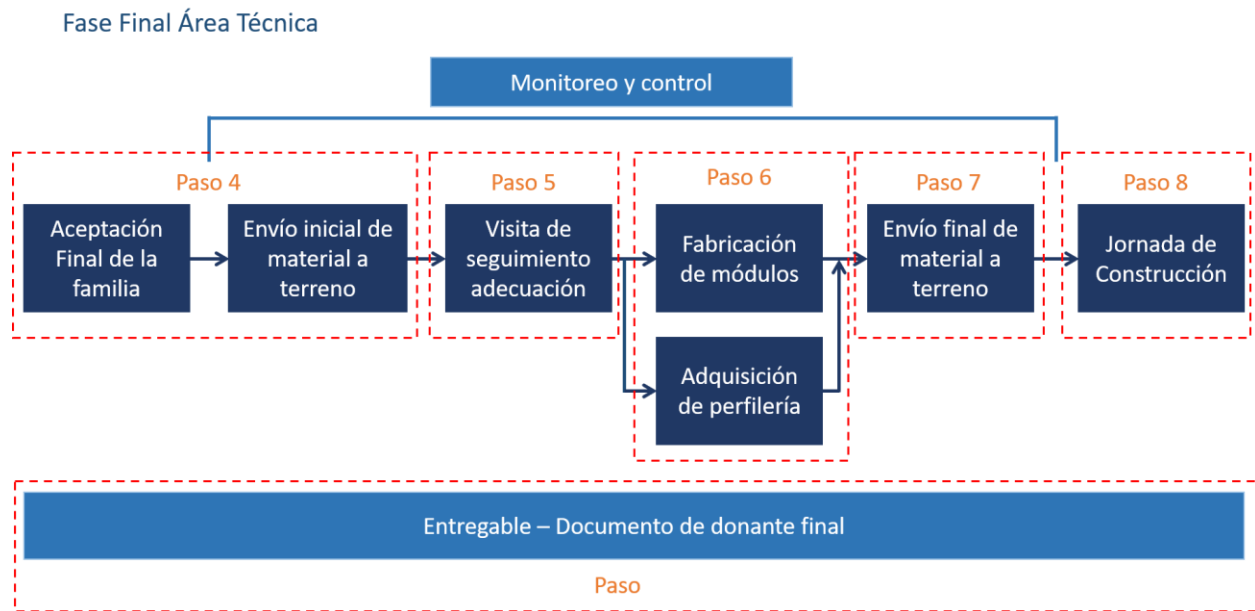 Fase Final Área Técnica
Monitoreo y control
Paso 4
Aceptación
Final de la
familia
Envío inicial de
material a
terreno
Paso 5
Visita de
seguimiento
adecuación
Paso 6
Fabricación
de módulos
Adquisición
de perfilería
Paso 7
Envío final de
material a
terreno
Paso 8
Jornada de
Construcción
Entregable – Documento de donante final
Paso